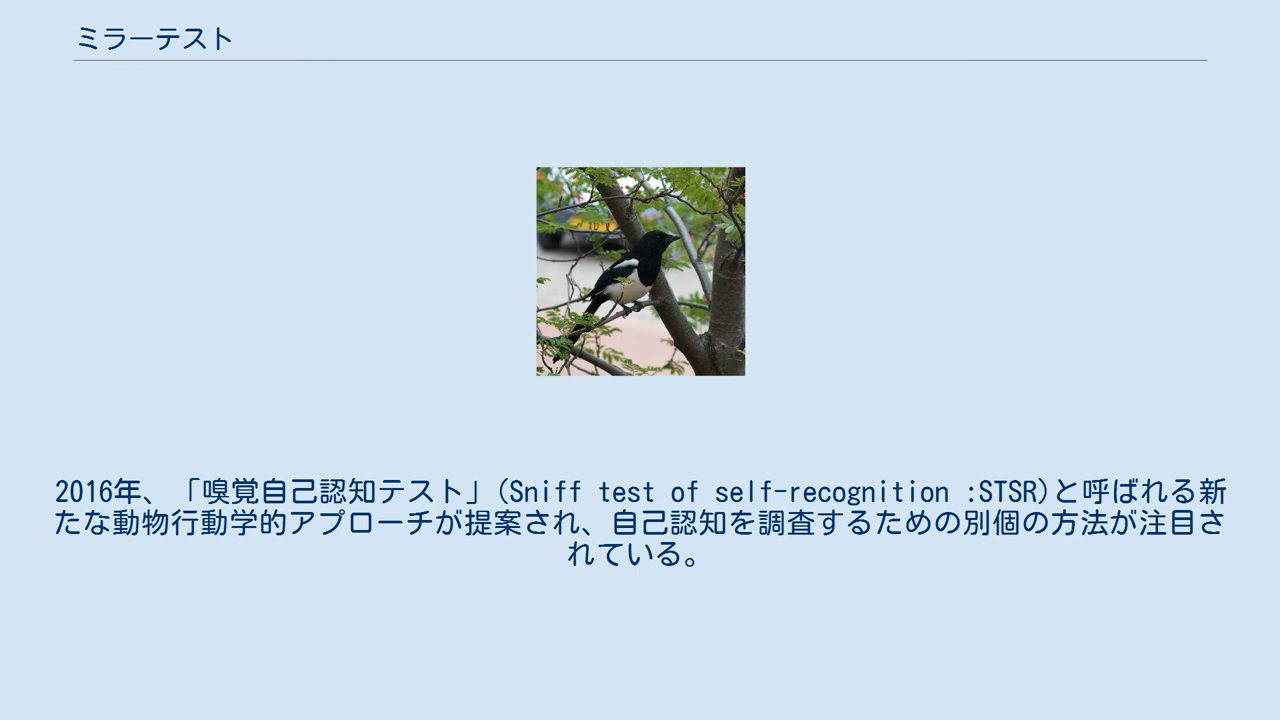 ミラーテスト
2016年、「嗅覚自己認知テスト」(Sniff test of self-recognition :STSR)と呼ばれる新
たな動物行動学的アプローチが提案され、自己認知を調査するための別個の方法が注目さ
れている。